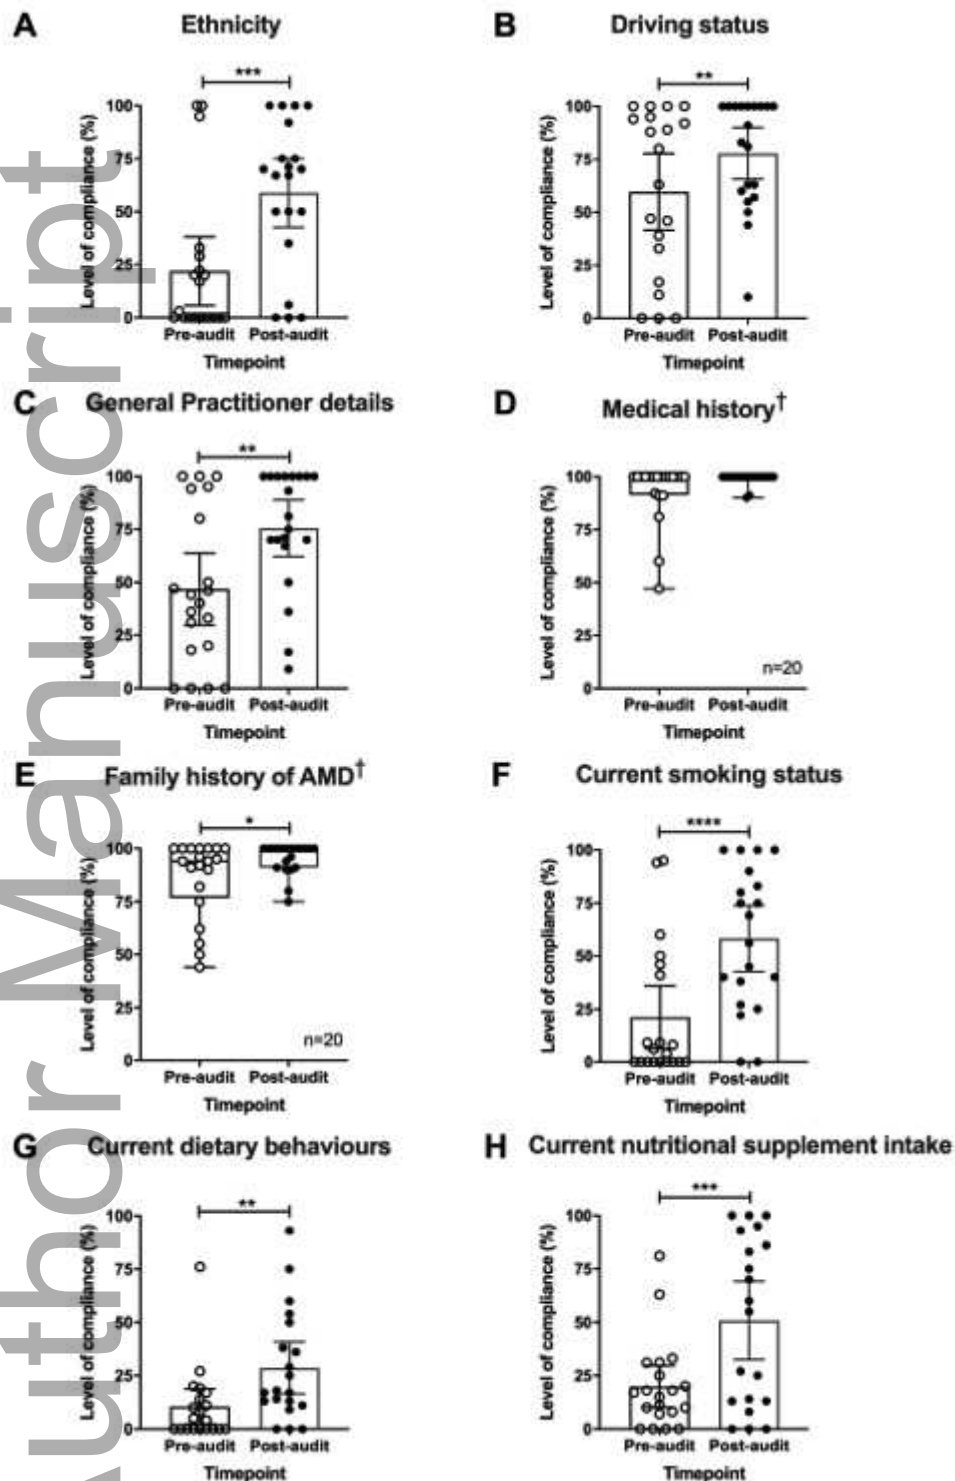 A Ethnicity
***
Level of compliance (%)
100
75
50
25
0
Pre-audit Post-audit
Timepoint
B Driving status
**
Level of compliance (%)
100
75
50
25
0
Pre-audit Post-audit
Timepoint
C General Practitioner details
**
Level of compliance (%)
100
75
50
25
0
Pre-audit Post-audit
Timepoint
D Medical history†
Level of compliance (%)
100
75
50
25
0
n=20
Pre-audit Post-audit
Timepoint
E Family history of AMD†
*
Level of compliance (%)
100
75
50
25
0
n=20
Pre-audit Post-audit
Timepoint
F Current smoking status
****
Level of compliance (%)
100
75
50
25
0
Pre-audit Post-audit
Timepoint
G Current dietary behaviours
**
Level of compliance (%)
100
75
50
25
0
Pre-audit Post-audit
Timepoint
H Current nutritional supplement intake
***
Level of compliance (%)
100
75
50
25
0
Pre-audit Post-audit
Timepoint
Author Manuscript